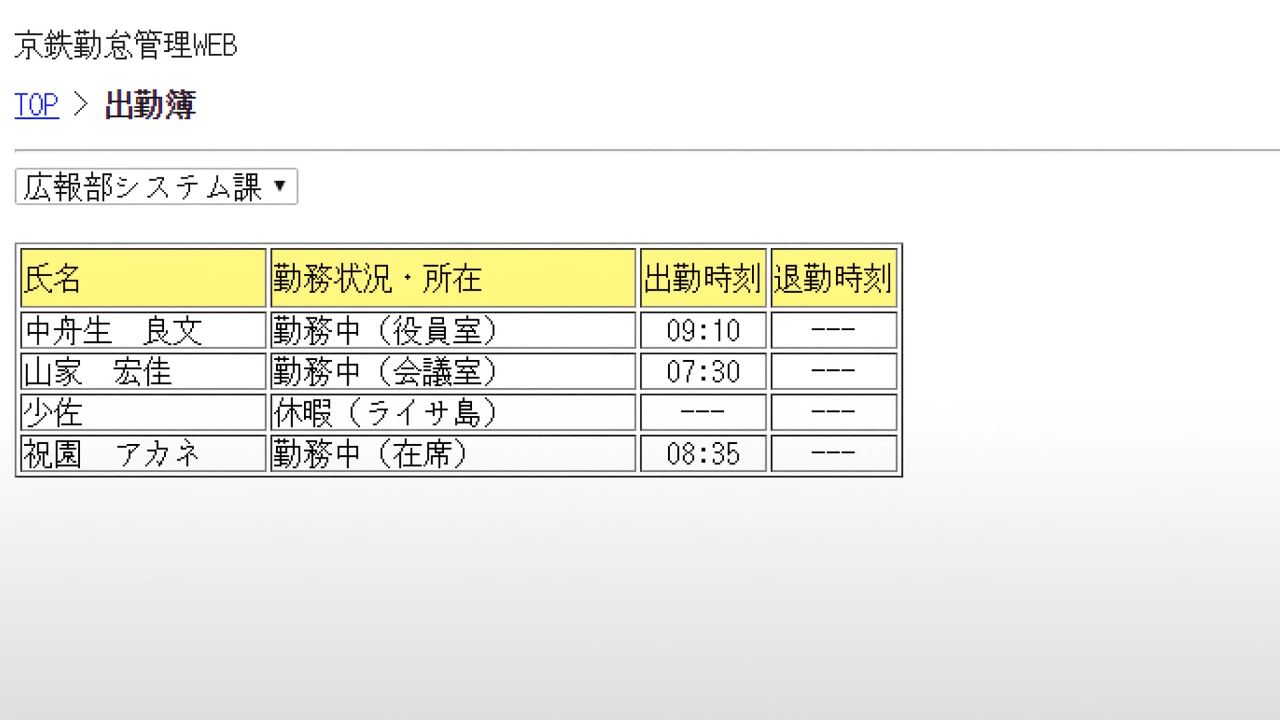 京鉄勤怠管理WEB
TOP > 出勤簿
広報部システム課 ▼
氏名 勤務状況・所在 出勤時刻 退勤時刻
中舟生　良文 勤務中（役員室） 09:10 ---
山家　宏佳 勤務中（会議室） 07:30 ---
少佐 休暇（ライサ島） --- ---
祝園　アカネ 勤務中（在席） 08:35 ---